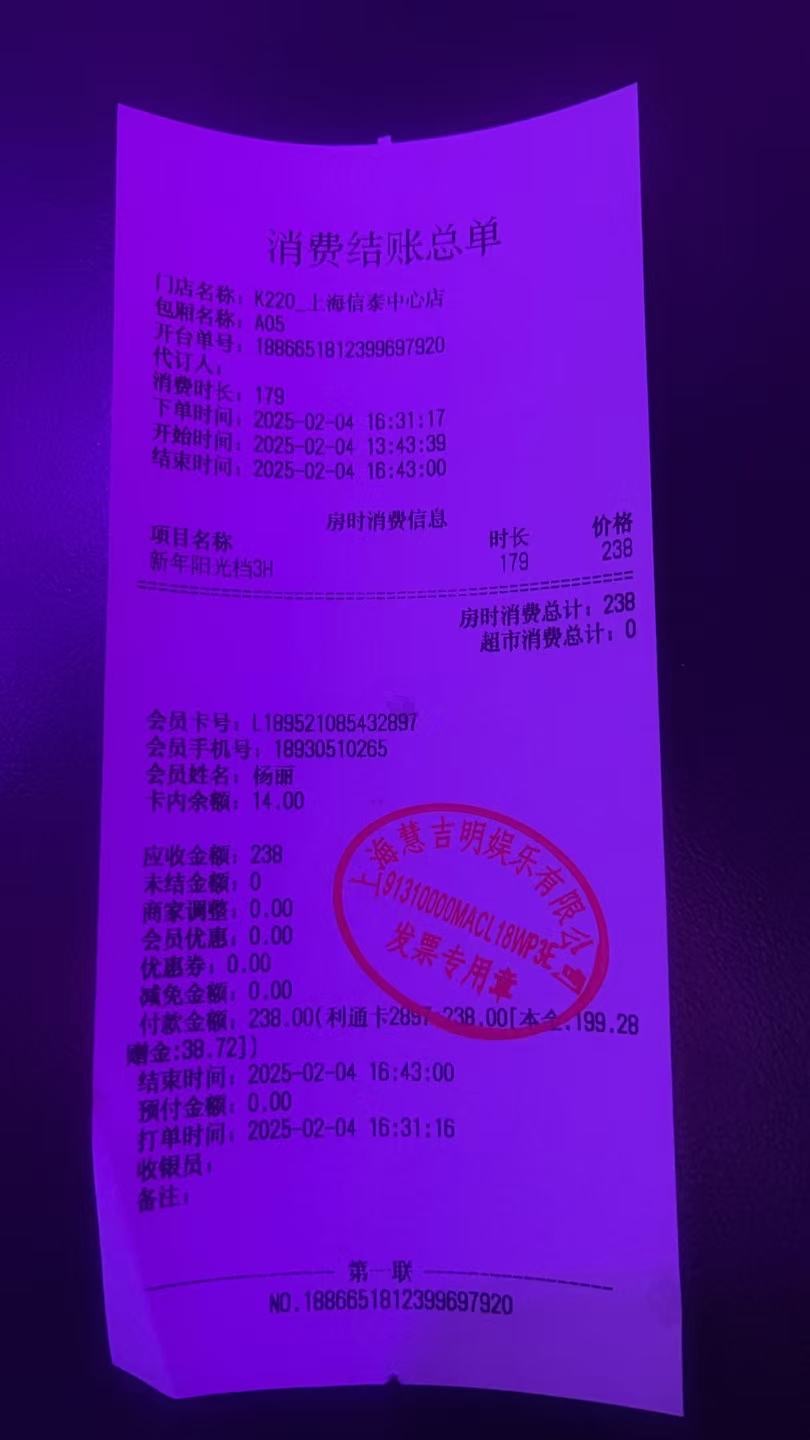 消费结账总单
门店名称：K220_上海信泰中心店
包厢名称：A05
开台单号：1886651812399697920
代订人：
消费时长：179
下单时间：2025-02-04 16:31:17
开始时间：2025-02-04 13:43:39
结束时间：2025-02-04 16:43:00
房时消费信息
项目名称 时长 价格
新年阳光档3H 179 238
房时消费总计：238
超市消费总计：0
会员卡号：L189521085432897
会员手机号：18930510265
会员姓名：杨丽
卡内余额：14.00
应收金额：238
未结金额：0
商家调整：0.00
会员优惠：0.00
优惠券：0.00
减免金额：0.00
付款金额：238.00(利通卡2897-238.00[本金:199.28
赠金:38.72])
结束时间：2025-02-04 16:43:00
预付金额：0.00
打单时间：2025-02-04 16:31:16
收银员：
备注：
上海慧吉明娱乐有限公司
91310000MACL18WP3E
发票专用章
第一联
NO.1886651812399697920